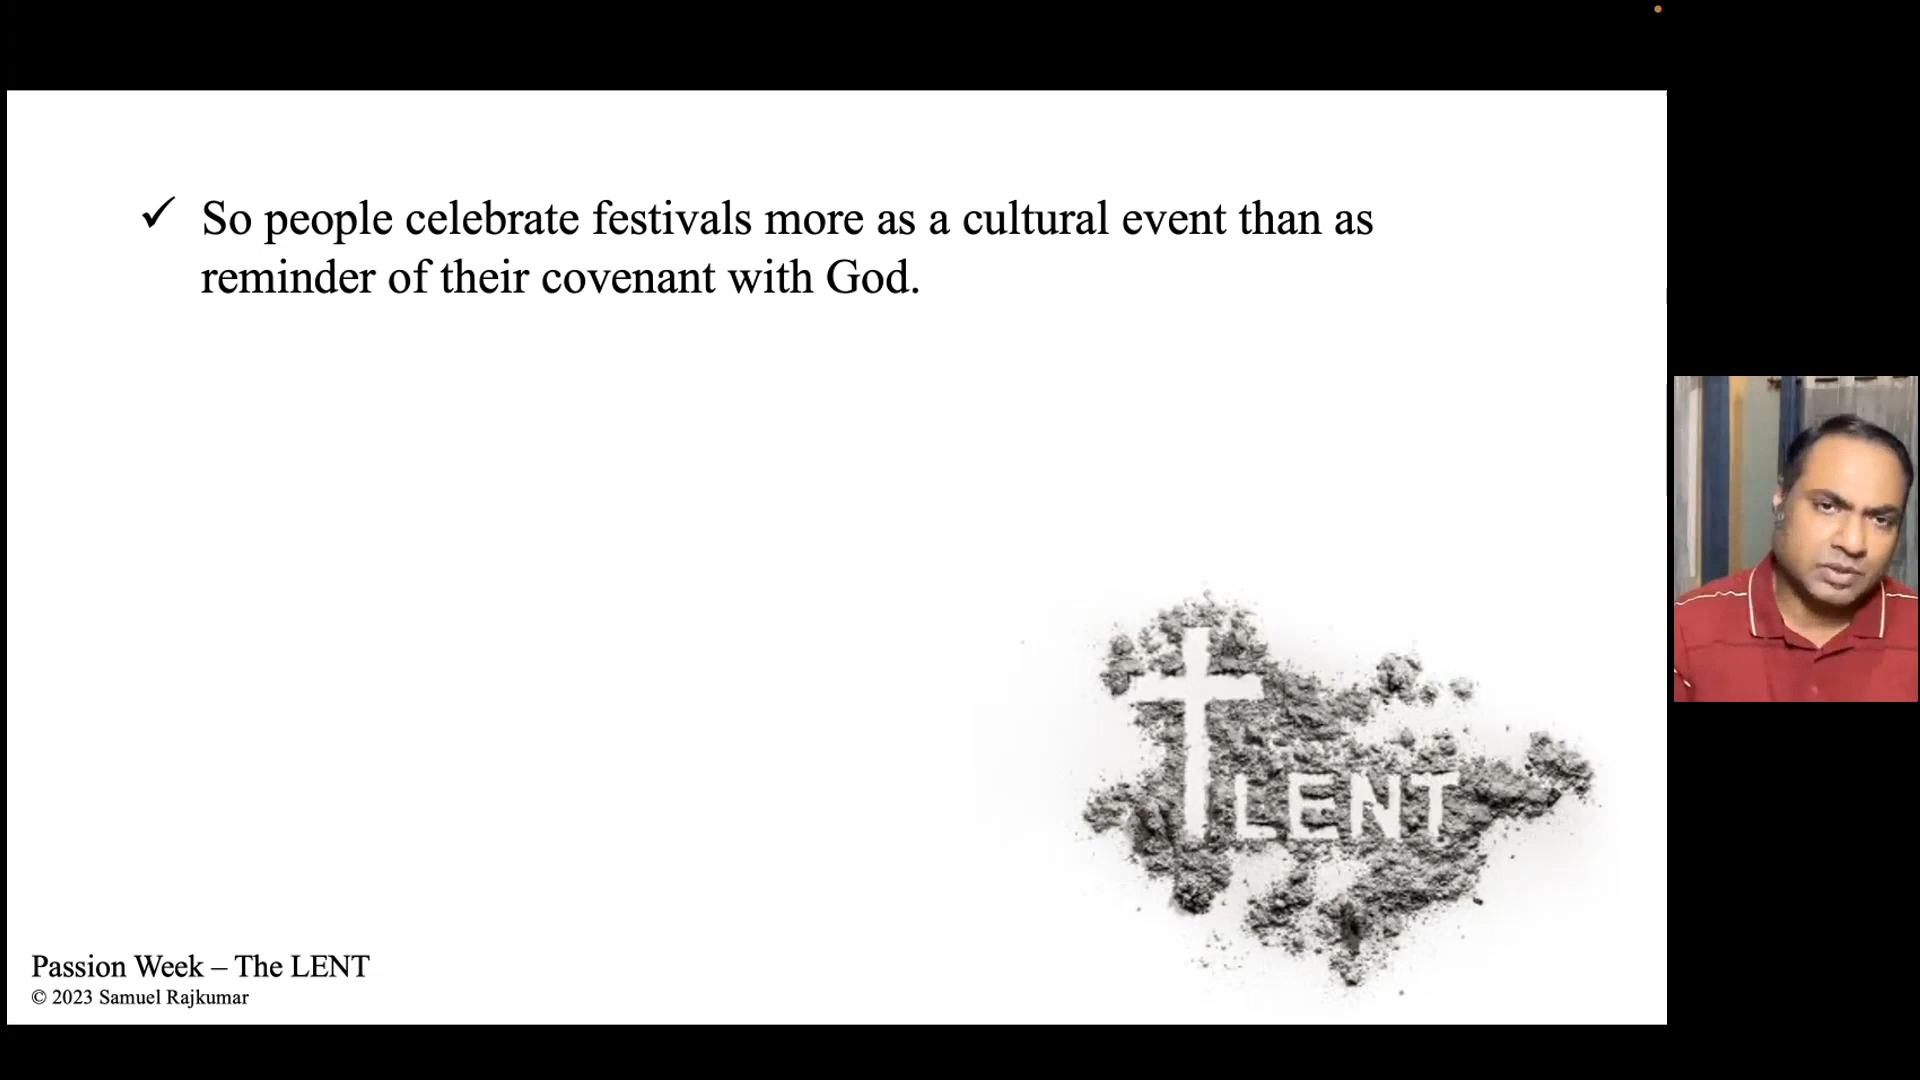 ✓ So people celebrate festivals more as a cultural event than as
reminder of their covenant with God.
LENT
Passion Week – The LENT
© 2023 Samuel Rajkumar